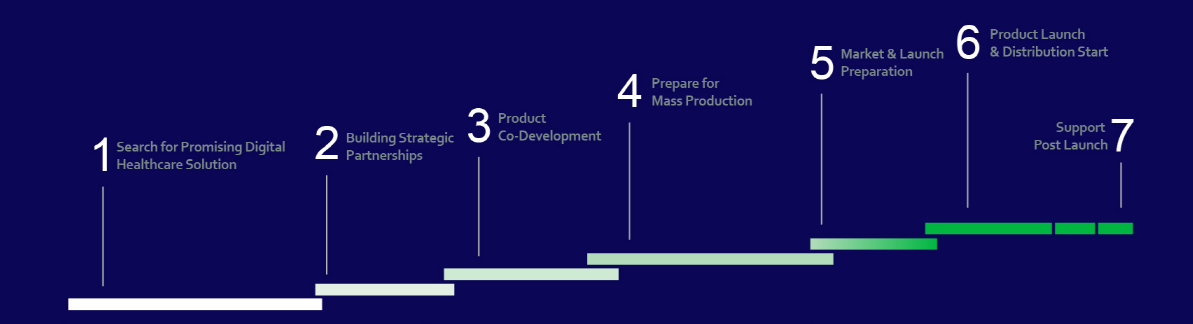 1
Search for Promising Digital
Healthcare Solution
2
Building Strategic
Partnerships
3
Product
Co-Development
4
Prepare for
Mass Production
5
Market & Launch
Preparation
6
Product Launch
& Distribution Start
7
Support
Post Launch